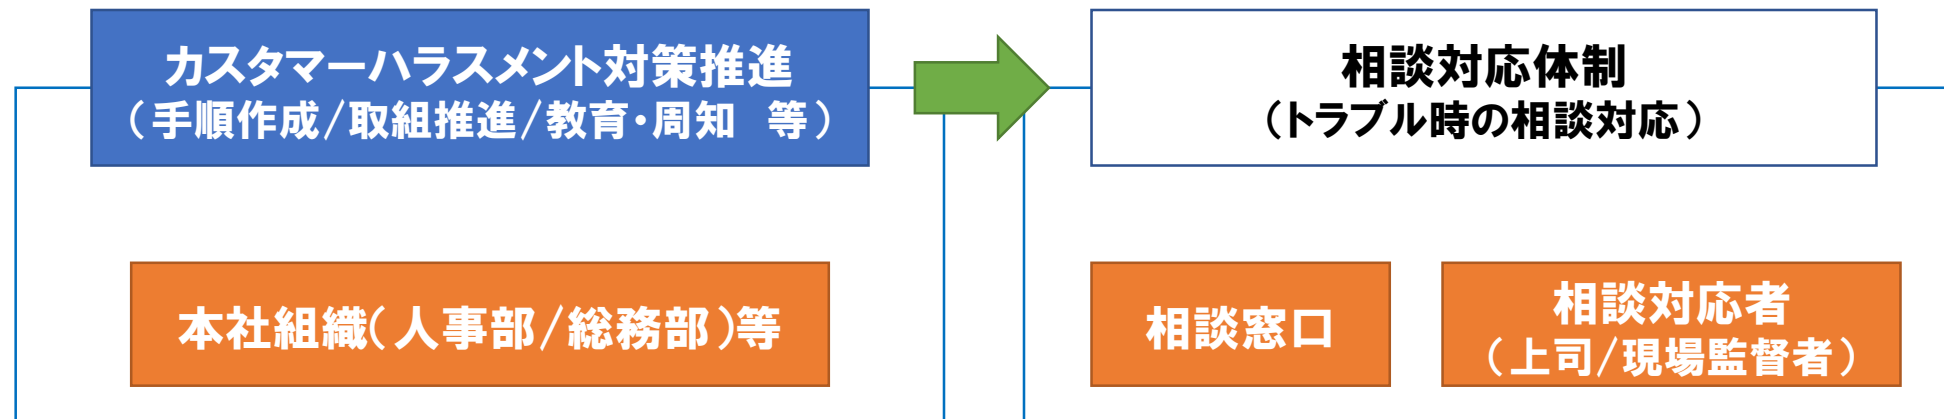 カスタマーハラスメント対策推進
（手順作成/取組推進/教育・周知　等）
相談対応体制
（トラブル時の相談対応）
本社組織（人事部/総務部）等
相談窓口
相談対応者
（上司/現場監督者）